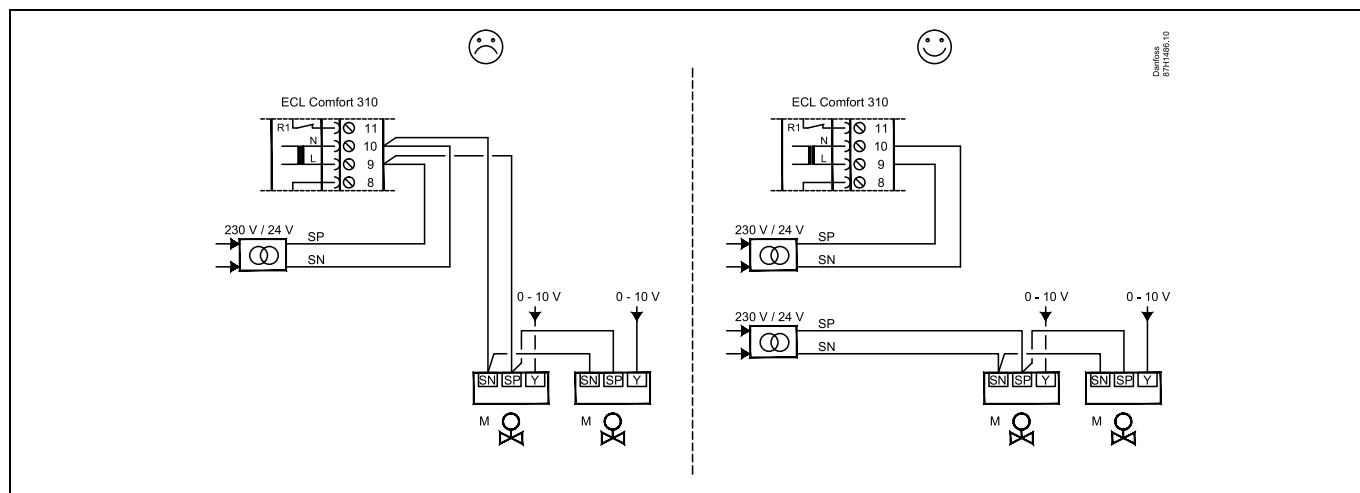 Danfoss
87H1486.10
ECL Comfort 310
R1
11
N
10
L
9
8
230 V / 24 V
SP
SN
0 - 10 V
0 - 10 V
SN SP Y
SN SP Y
M
M
ECL Comfort 310
R1
11
N
10
L
9
8
230 V / 24 V
SP
SN
230 V / 24 V
SP
SN
0 - 10 V
0 - 10 V
SN SP Y
SN SP Y
M
M